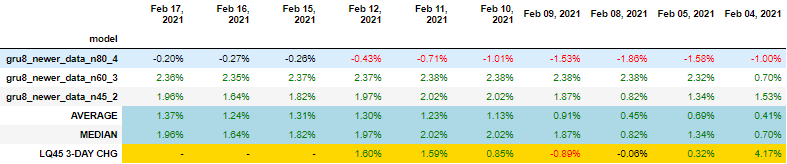 Feb 17, 2021 Feb 16, 2021 Feb 15, 2021 Feb 12, 2021 Feb 11, 2021 Feb 10, 2021 Feb 09, 2021 Feb 08, 2021 Feb 05, 2021 Feb 04, 2021
model
gru8_newer_data_n80_4 -0.20% -0.27% -0.26% -0.43% -0.71% -1.01% -1.53% -1.86% -1.58% -1.00%
gru8_newer_data_n60_3 2.36% 2.35% 2.37% 2.37% 2.38% 2.38% 2.38% 2.38% 2.32% 0.70%
gru8_newer_data_n45_2 1.96% 1.64% 1.82% 1.97% 2.02% 2.02% 1.87% 0.82% 1.34% 1.53%
AVERAGE 1.37% 1.24% 1.31% 1.30% 1.23% 1.13% 0.91% 0.45% 0.69% 0.41%
MEDIAN 1.96% 1.64% 1.82% 1.97% 2.02% 2.02% 1.87% 0.82% 1.34% 0.70%
LQ45 3-DAY CHG - - - 1.60% 1.59% 0.85% -0.89% -0.06% 0.32% 4.17%